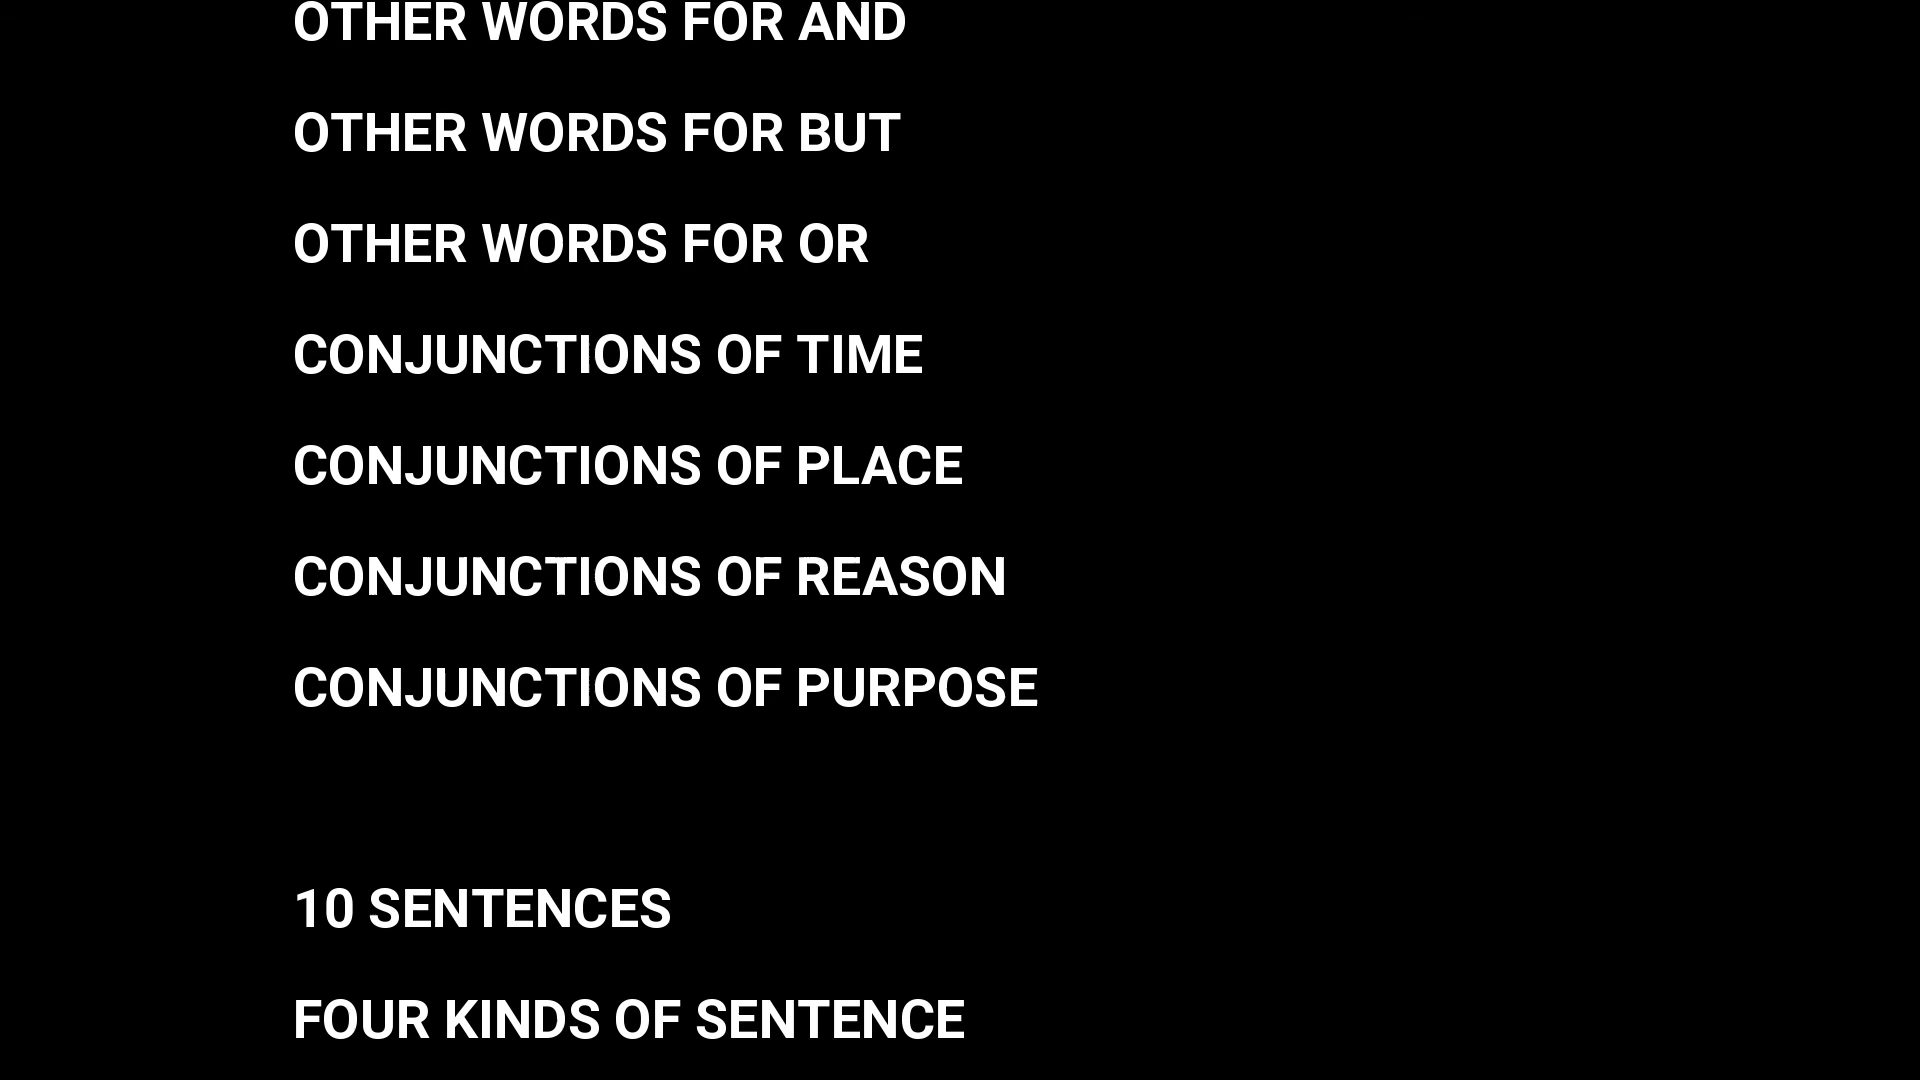 OTHER WORDS FOR AND
OTHER WORDS FOR BUT
OTHER WORDS FOR OR
CONJUNCTIONS OF TIME
CONJUNCTIONS OF PLACE
CONJUNCTIONS OF REASON
CONJUNCTIONS OF PURPOSE
10 SENTENCES
FOUR KINDS OF SENTENCE